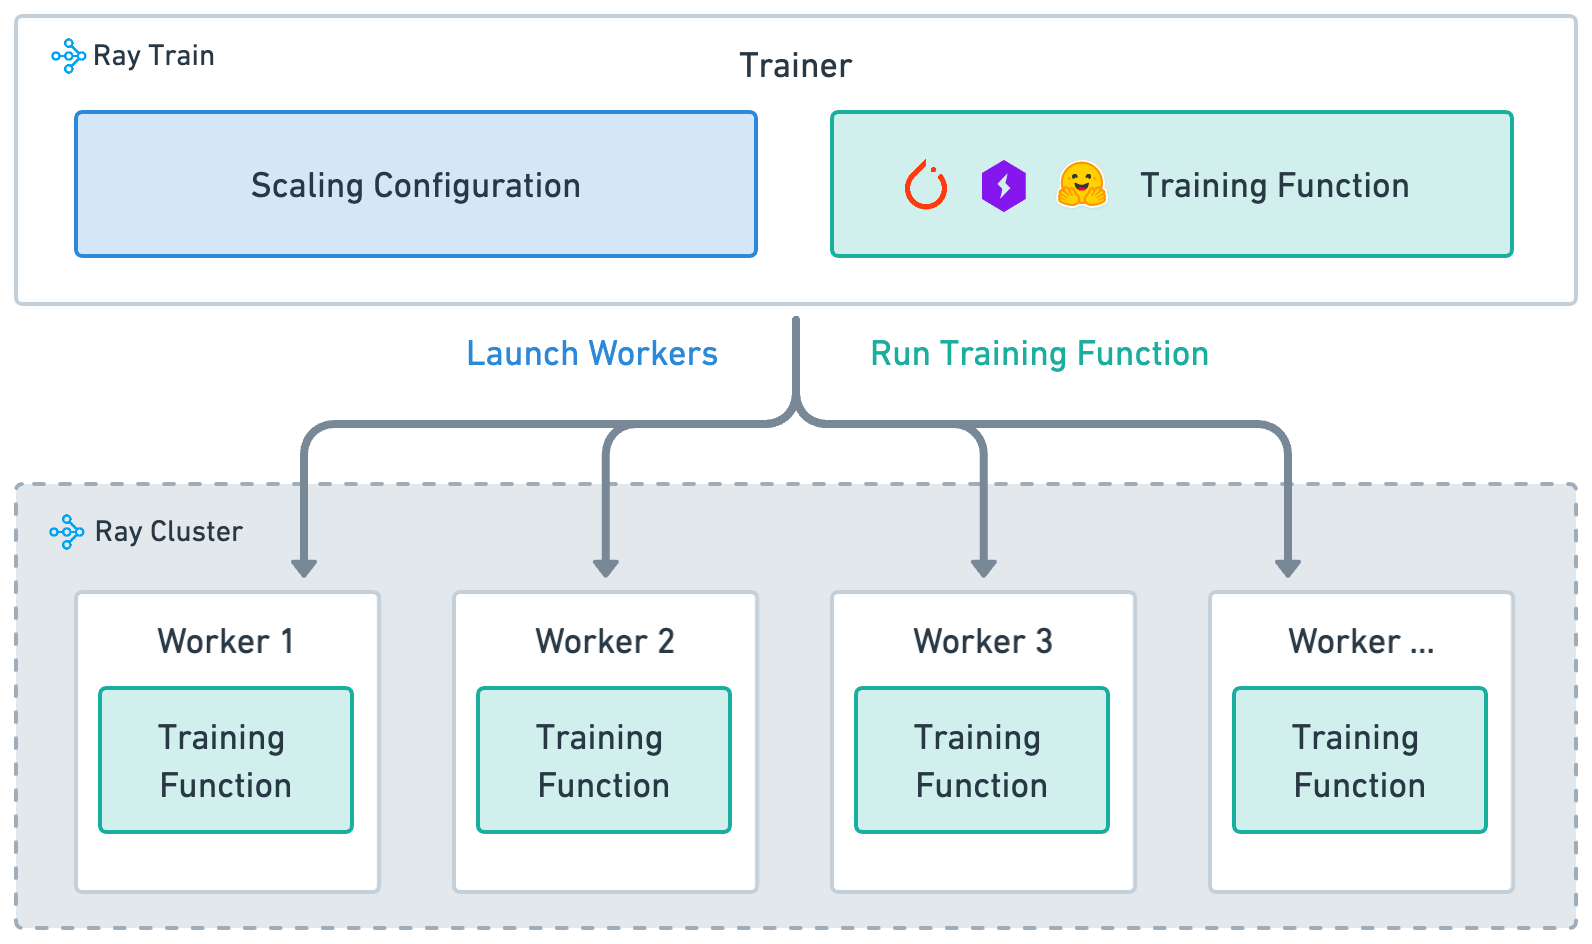 Ray Train
Trainer
Scaling Configuration
Training Function
Launch Workers
Run Training Function
Ray Cluster
Worker 1
Training
Function
Worker 2
Training
Function
Worker 3
Training
Function
Worker ...
Training
Function